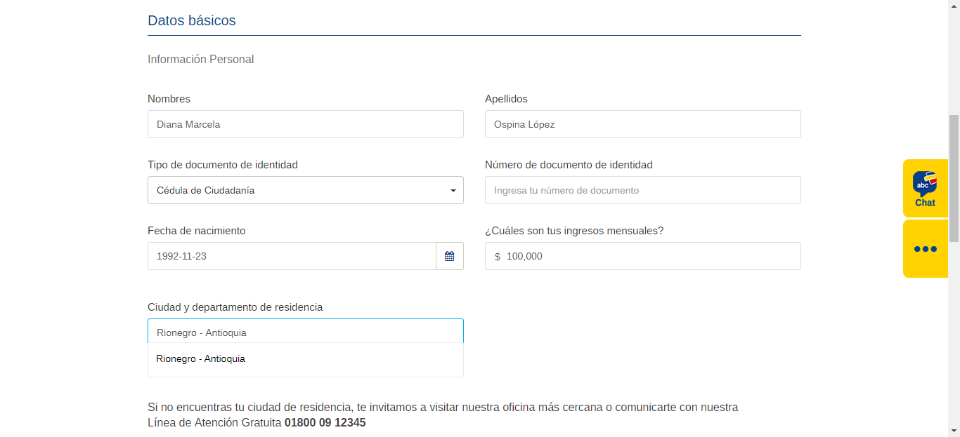 Datos básicos
Información Personal
Nombres
Apellidos
Diana Marcela
Ospina López
Tipo de documento de identidad
Número de documento de identidad
Cédula de Ciudadanía
Ingresa tu número de documento
Fecha de nacimiento
¿Cuáles son tus ingresos mensuales?
1992-11-23
$ 100,000
Ciudad y departamento de residencia
Rionegro - Antioquia
Rionegro - Antioquia
Si no encuentras tu ciudad de residencia, te invitamos a visitar nuestra oficina más cercana o comunicarte con nuestra
Línea de Atención Gratuita 01800 09 12345
abc
Chat